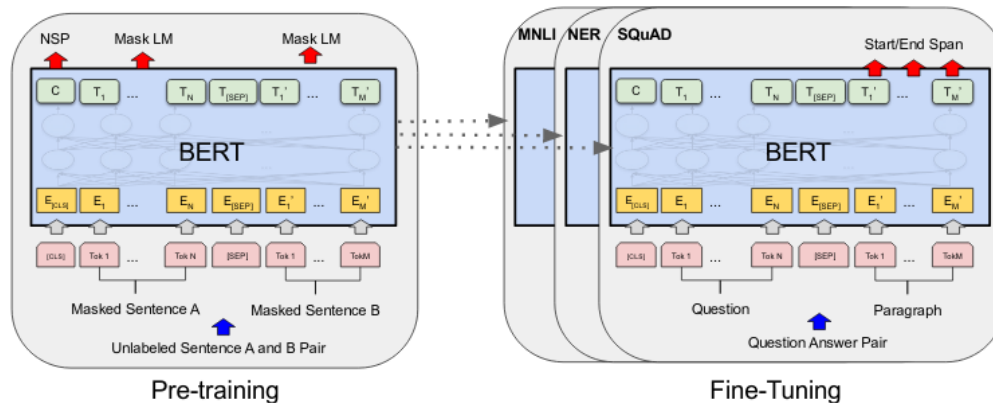 NSP Mask LM Mask LM
C T1 ... TN T[SEP] T1' ... TM'
BERT
E[CLS] E1 ... EN E[SEP] E1' ... EM'
[CLS] Tok 1 ... Tok N [SEP] Tok 1 ... TokM
Masked Sentence A Masked Sentence B
Unlabeled Sentence A and B Pair
Pre-training
MNLI NER SQuAD
Start/End Span
C T1 ... TN T[SEP] T1' ... TM'
BERT
E[CLS] E1 ... EN E[SEP] E1' ... EM'
[CLS] Tok 1 ... Tok N [SEP] Tok 1 ... TokM
Question Paragraph
Question Answer Pair
Fine-Tuning